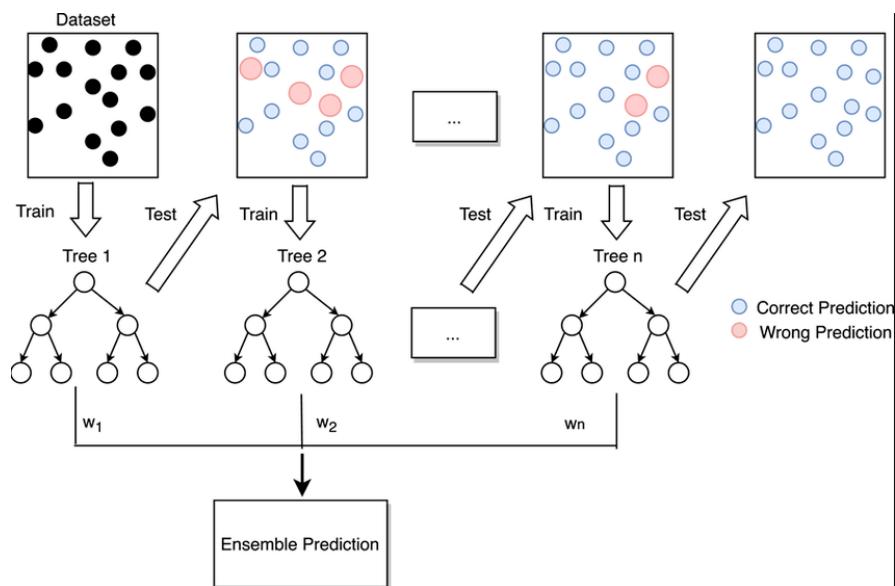 Dataset
...
Train
Test
Train
Test
Train
Test
Tree 1
Tree 2
Tree n
...
Correct Prediction
Wrong Prediction
w1
w2
wn
Ensemble Prediction